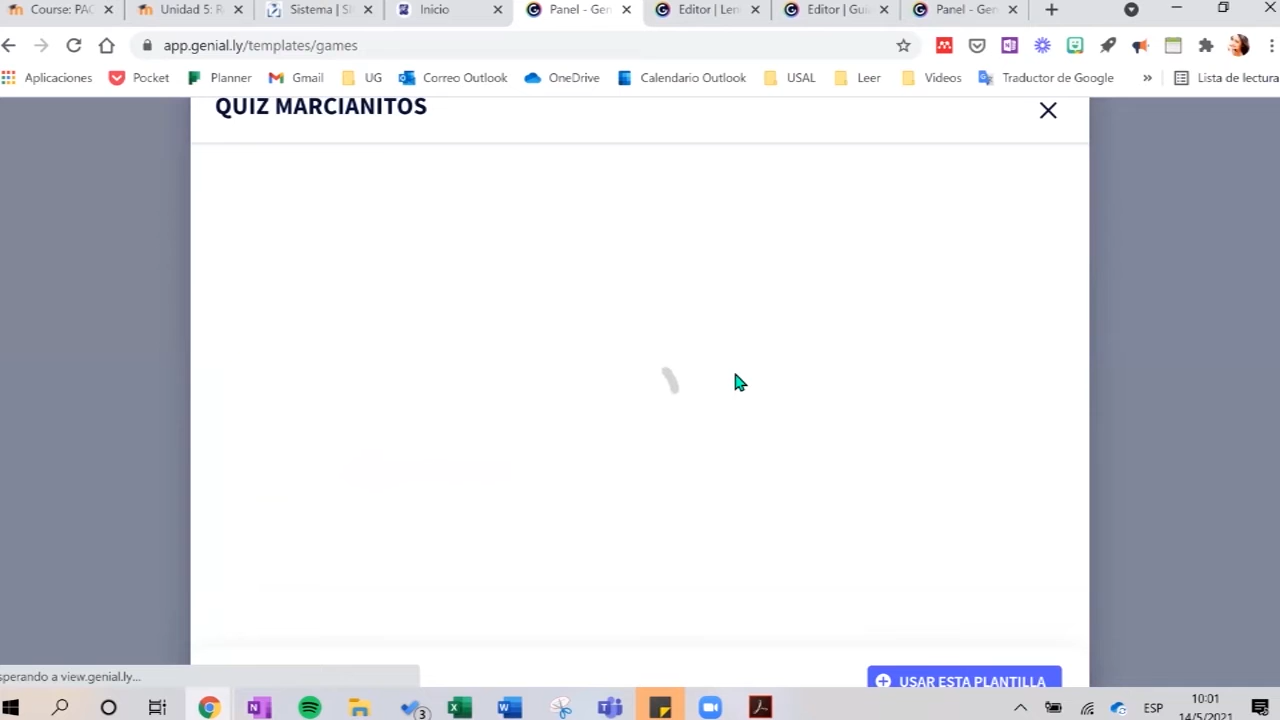 Course: PAC
Unidad 5: R
Sistema | SI
Inicio
Panel - Gen
Editor | Len
Editor | Gui
Panel - Gen
app.genial.ly/templates/games
Aplicaciones
Pocket
Planner
Gmail
UG
Correo Outlook
OneDrive
Calendario Outlook
USAL
Leer
Videos
Traductor de Google
»
Lista de lectura
QUIZ MARCIANITOS
sperando a view.genial.ly...
USAR ESTA PLANTILLA
3
ESP
10:01
14/5/2021